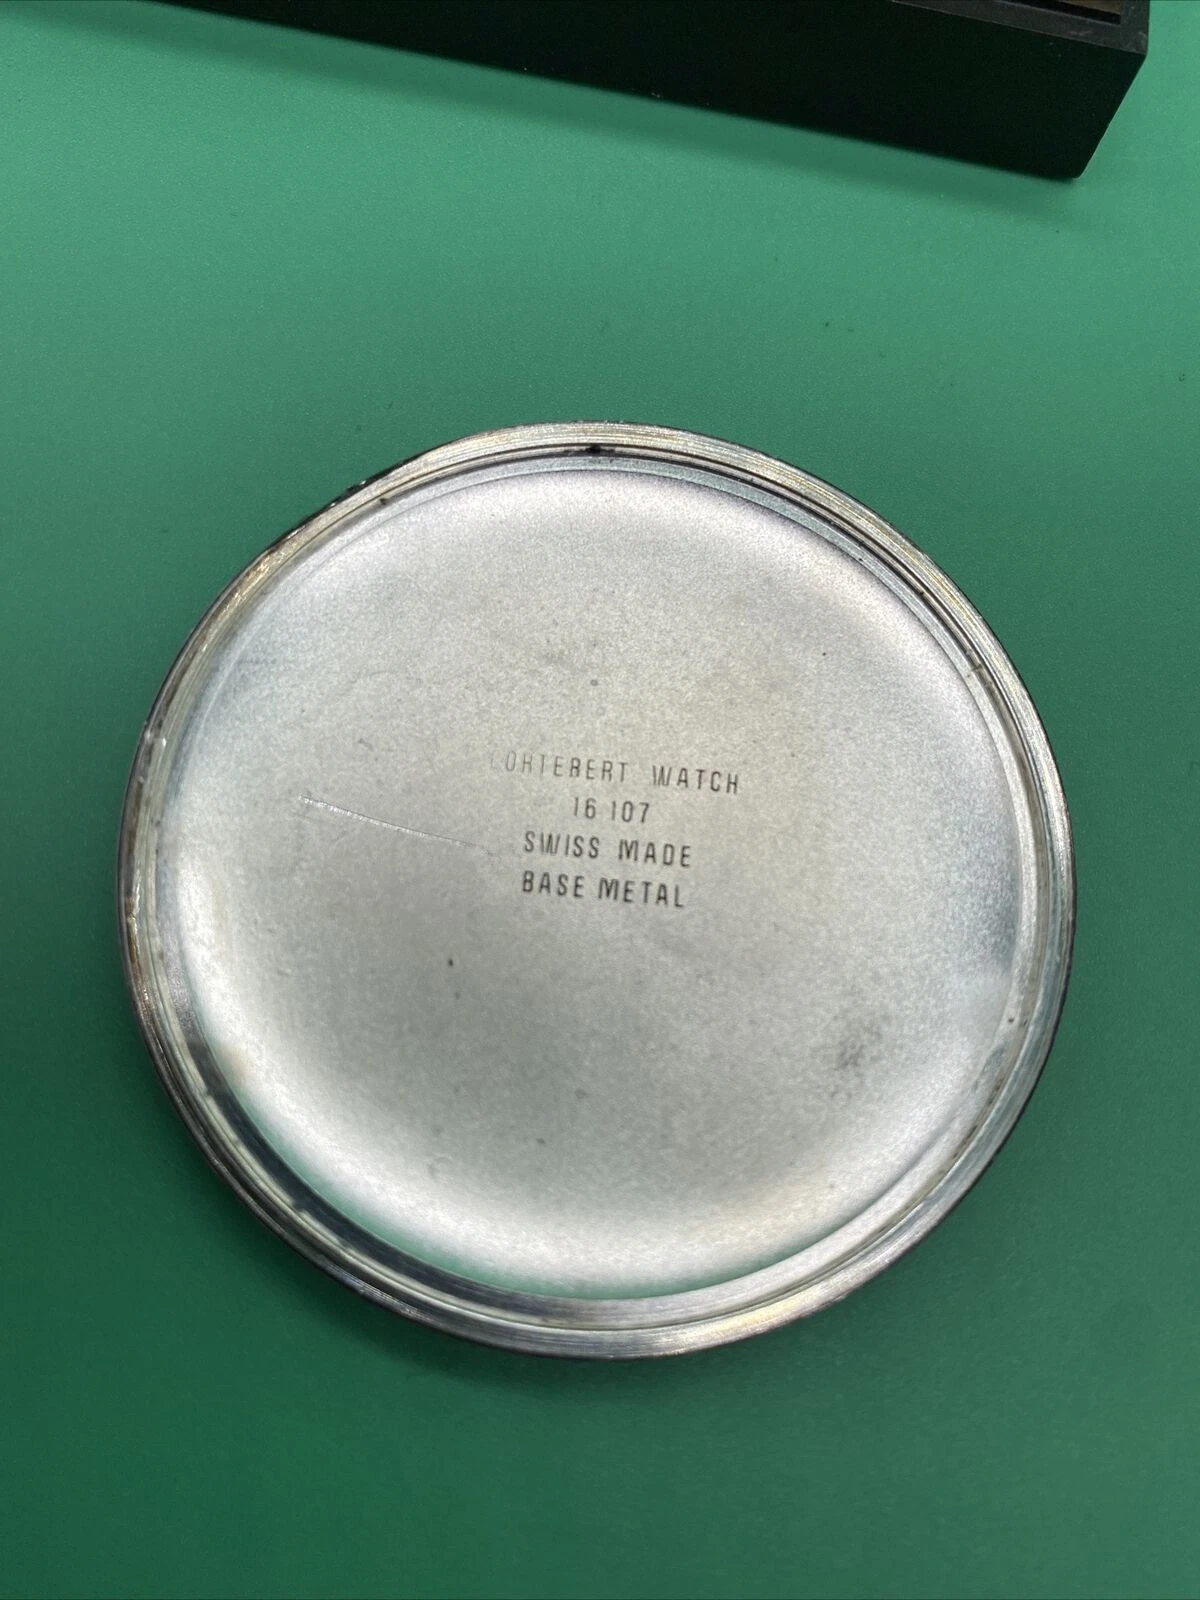 CORTEBERT WATCH
16 107
SWISS MADE
BASE METAL